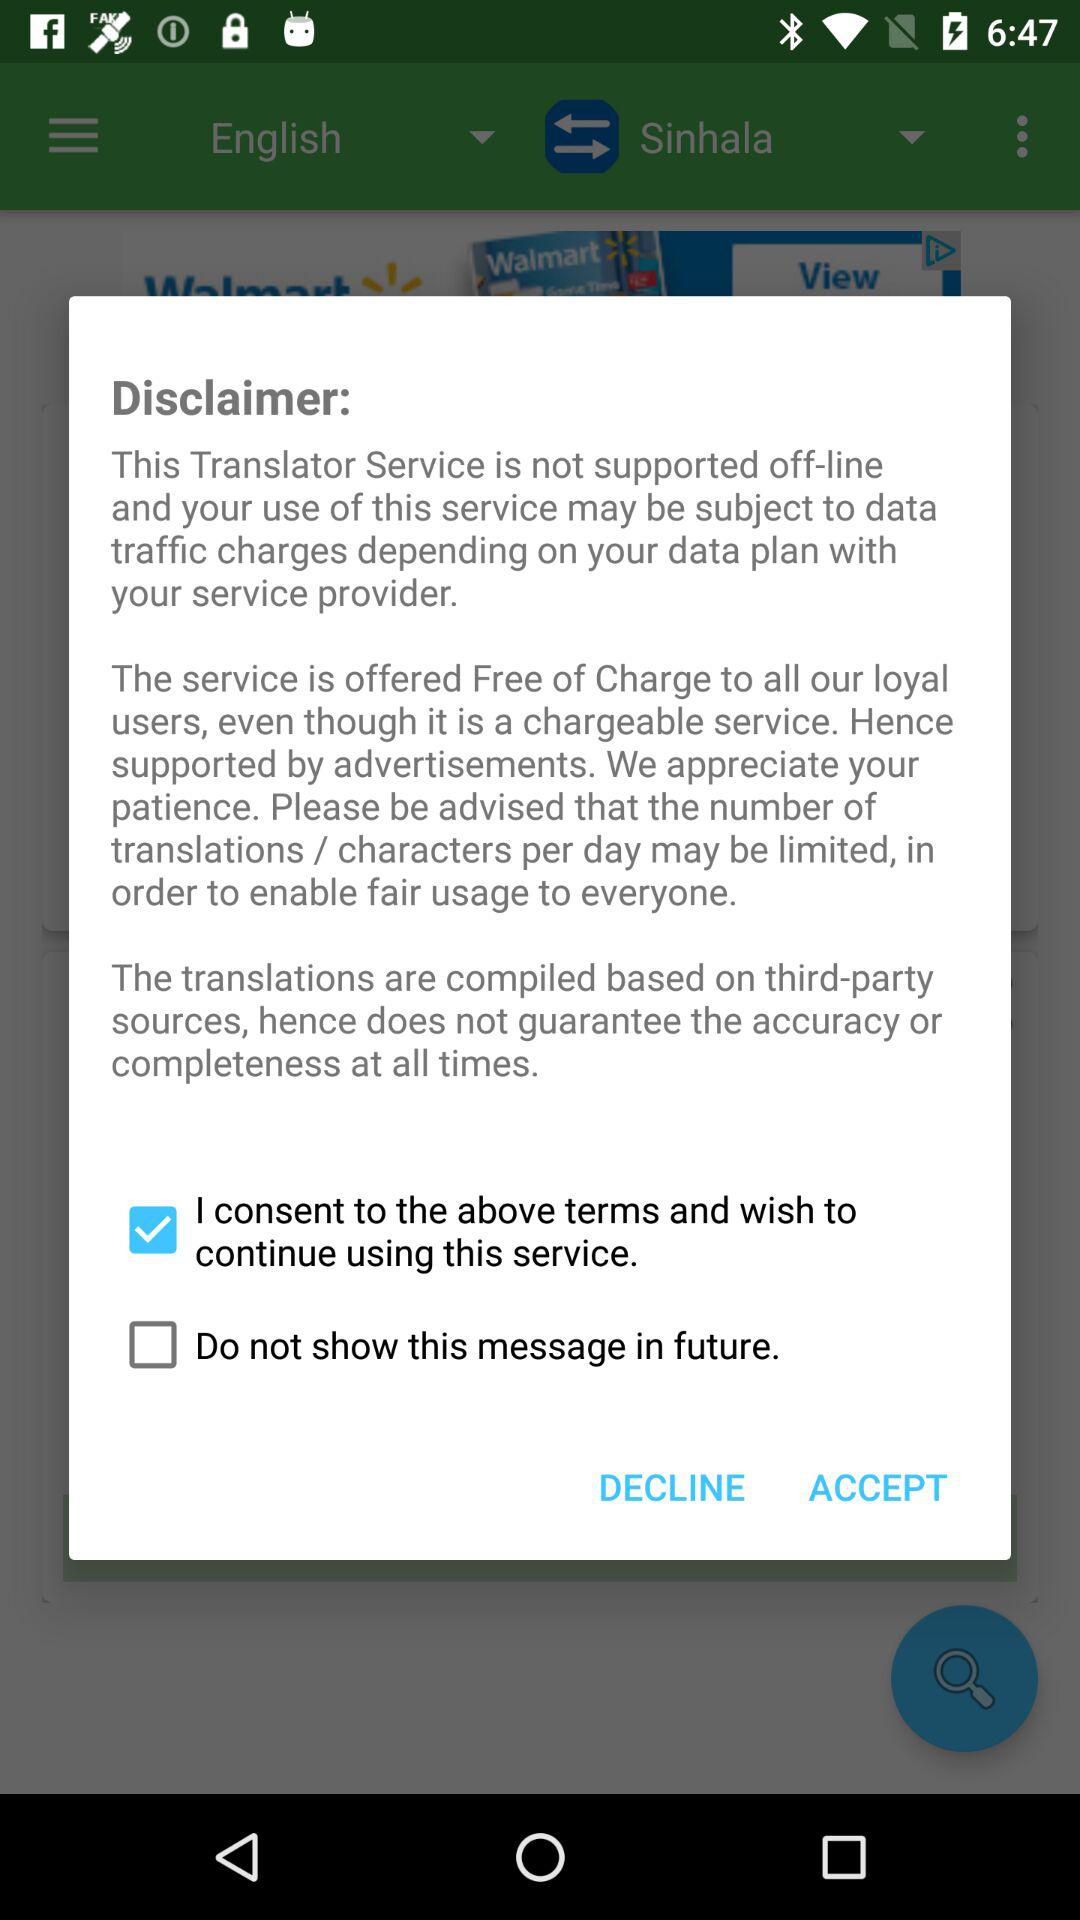 FAK
6:47
English
Sinhala
Walmart
Walmart
Game Time
View
Disclaimer:
This Translator Service is not supported off-line
and your use of this service may be subject to data
traffic charges depending on your data plan with
your service provider.
The service is offered Free of Charge to all our loyal
users, even though it is a chargeable service. Hence
supported by advertisements. We appreciate your
patience. Please be advised that the number of
translations / characters per day may be limited, in
order to enable fair usage to everyone.
The translations are compiled based on third-party
sources, hence does not guarantee the accuracy or
completeness at all times.
I consent to the above terms and wish to
continue using this service.
Do not show this message in future.
DECLINE
ACCEPT